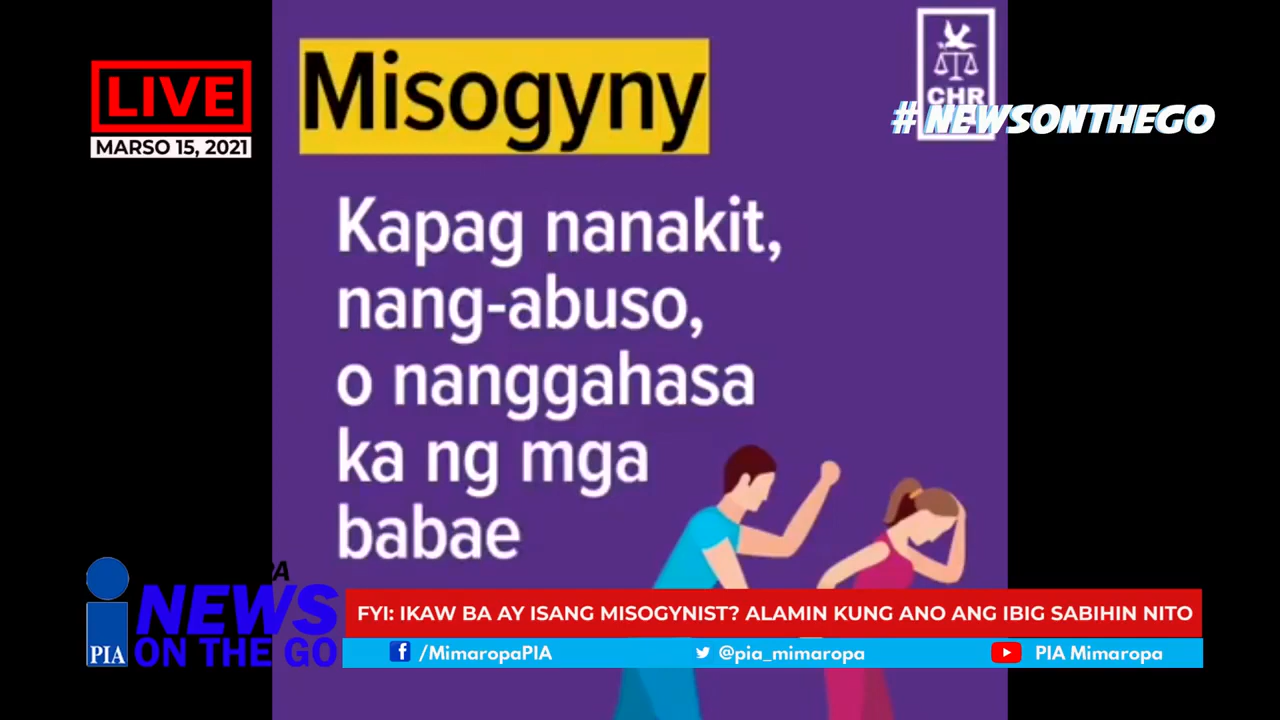 LIVE
MARSO 15, 2021
Misogyny
CHR
#NEWSONTHEGO
Kapag nanakit,
nang-abuso,
o nanggahasa
ka ng mga
babae
PIA
PA
NEWS
ON THE GO
FYI: IKAW BA AY ISANG MISOGYNIST? ALAMIN KUNG ANO ANG IBIG SABIHIN NITO
/MimaropaPIA
@pia_mimaropa
PIA Mimaropa